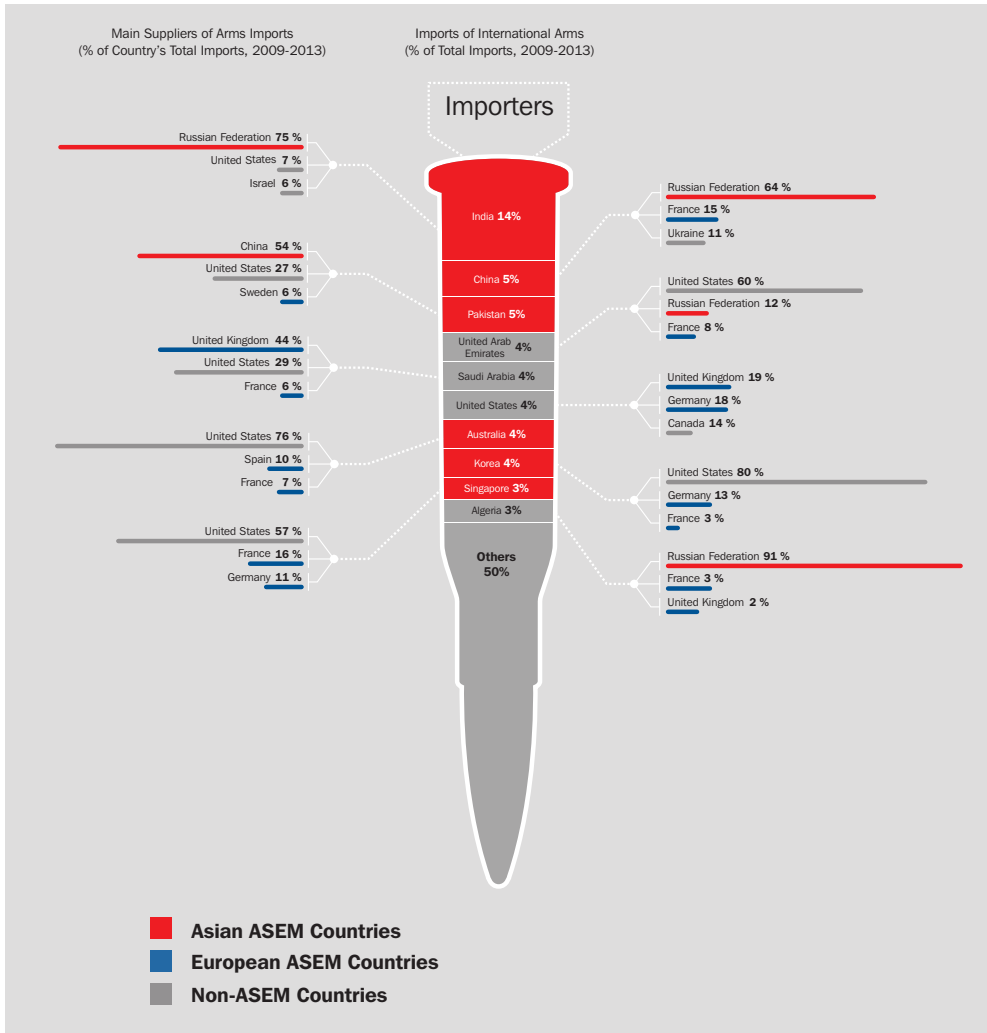 Main Suppliers of Arms Imports
(% of Country's Total Imports, 2009-2013)
Imports of International Arms
(% of Total Imports, 2009-2013)
Importers
Russian Federation 75 %
United States 7 %
Israel 6 %
China 54 %
United States 27 %
Sweden 6 %
United Kingdom 44 %
United States 29 %
France 6 %
United States 76 %
Spain 10 %
France 7 %
United States 57 %
France 16 %
Germany 11 %
India 14%
China 5%
Pakistan 5%
United Arab
Emirates 4%
Saudi Arabia 4%
United States 4%
Australia 4%
Korea 4%
Singapore 3%
Algeria 3%
Others
50%
Russian Federation 64 %
France 15 %
Ukraine 11 %
United States 60 %
Russian Federation 12 %
France 8 %
United Kingdom 19 %
Germany 18 %
Canada 14 %
United States 80 %
Germany 13 %
France 3 %
Russian Federation 91 %
France 3 %
United Kingdom 2 %
Asian ASEM Countries
European ASEM Countries
Non-ASEM Countries